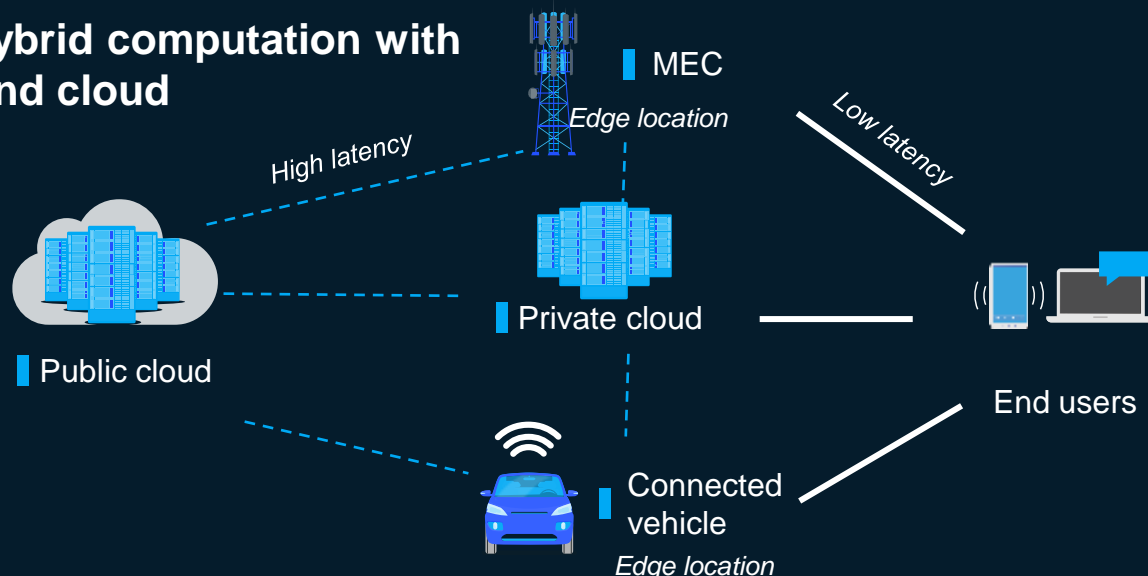 ybrid computation with
nd cloud
MEC
Edge location
High latency
Low latency
Private cloud
Public cloud
End users
Connected
vehicle
Edge location